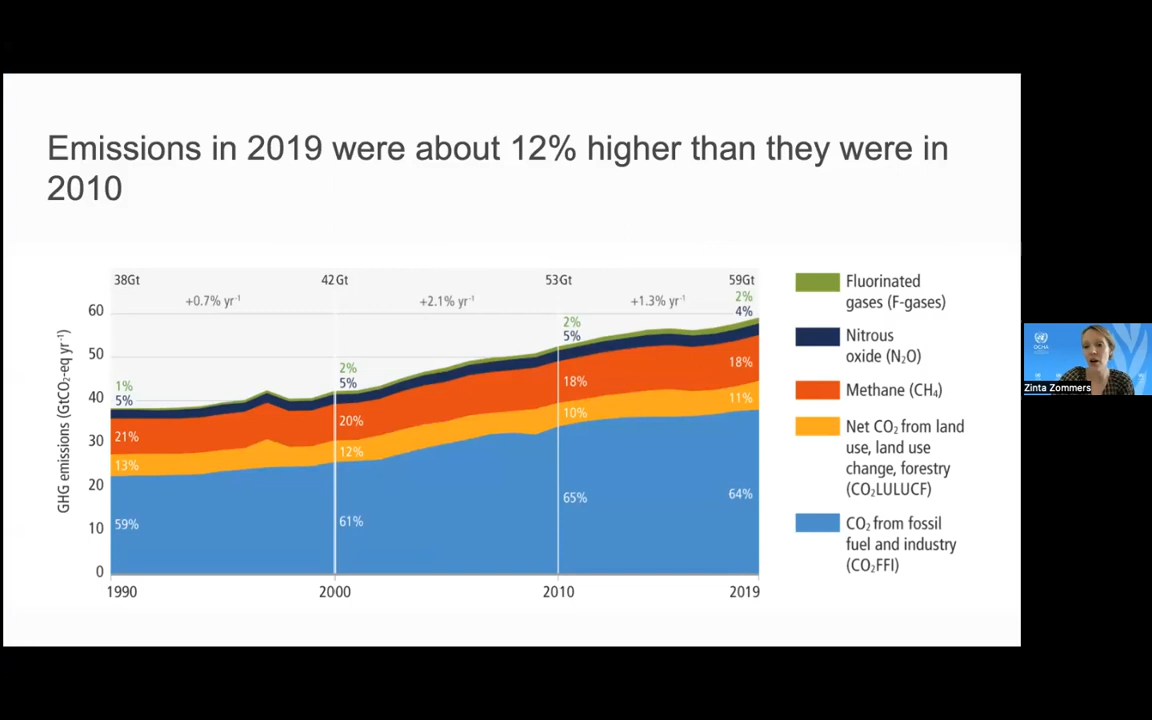 Emissions in 2019 were about 12% higher than they were in
2010
38Gt
42 Gt
53Gt
59Gt
+0.7% yr-1
+2.1% yr-1
+1.3% yr-1
GHG emissions (GtCO2-eq yr-1)
60
50
40
30
20
10
0
1%
5%
21%
13%
59%
2%
5%
20%
12%
61%
2%
5%
18%
10%
65%
2%
4%
18%
11%
64%
1990
2000
2010
2019
Fluorinated
gases (F-gases)
Nitrous
oxide (N2O)
Methane (CH4)
Net CO2 from land
use, land use
change, forestry
(CO2LULUCF)
CO2 from fossil
fuel and industry
(CO2FFI)
OCHA
Zinta Zommers